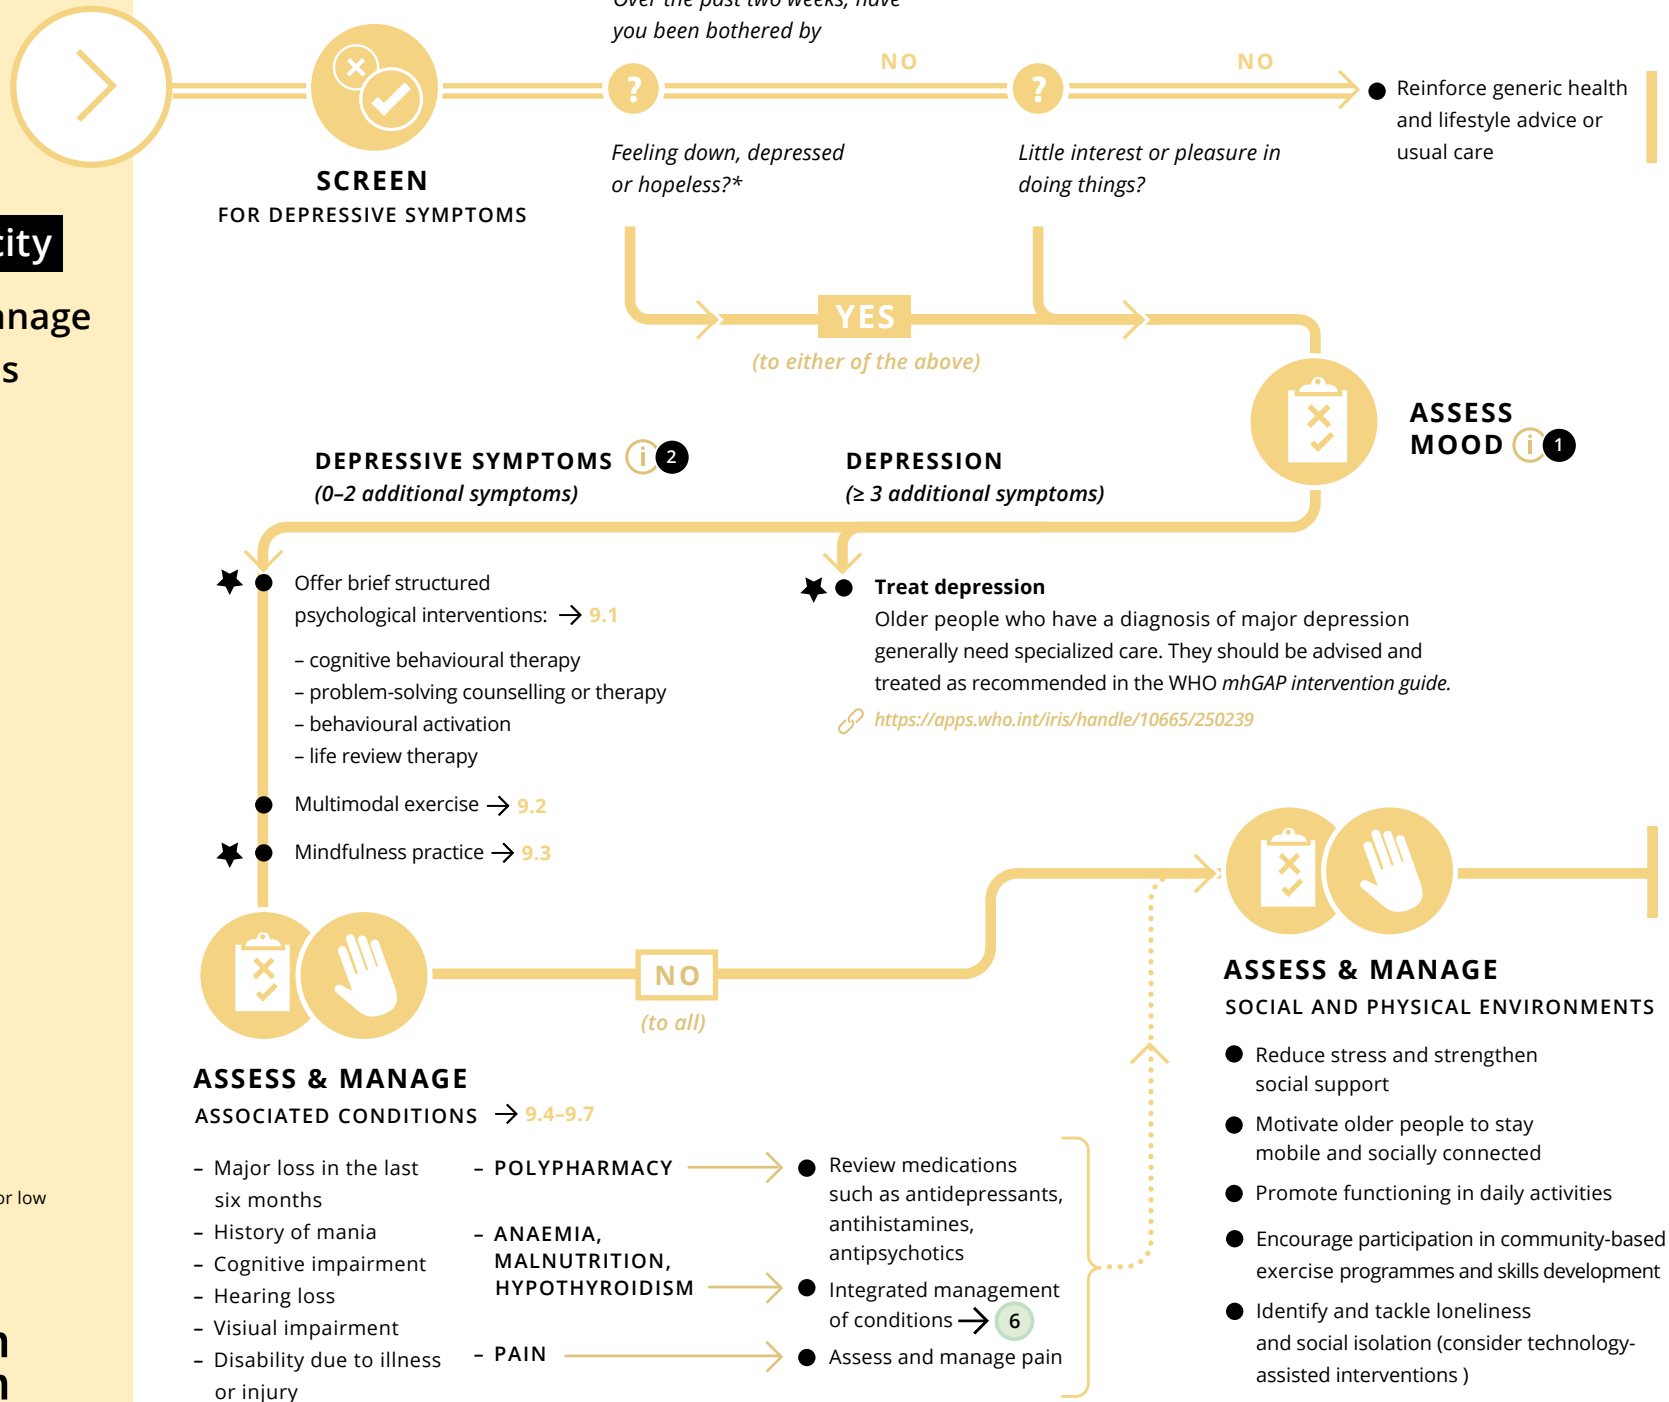 Over the past two weeks, have
you been bothered by
NO
NO
?
?
Reinforce generic health
and lifestyle advice or
usual care
SCREEN
FOR DEPRESSIVE SYMPTOMS
Feeling down, depressed
or hopeless?*
Little interest or pleasure in
doing things?
city
anage
s
YES
(to either of the above)
ASSESS
MOOD i 1
DEPRESSIVE SYMPTOMS i 2
(0–2 additional symptoms)
DEPRESSION
(≥ 3 additional symptoms)
Offer brief structured
psychological interventions: → 9.1
– cognitive behavioural therapy
– problem-solving counselling or therapy
– behavioural activation
– life review therapy
Multimodal exercise → 9.2
Mindfulness practice → 9.3
Treat depression
Older people who have a diagnosis of major depression
generally need specialized care. They should be advised and
treated as recommended in the WHO mhGAP intervention guide.
https://apps.who.int/iris/handle/10665/250239
NO
(to all)
ASSESS & MANAGE
ASSOCIATED CONDITIONS → 9.4–9.7
– Major loss in the last
six months
– History of mania
– Cognitive impairment
– Hearing loss
– Visiual impairment
– Disability due to illness
or injury
– POLYPHARMACY
– ANAEMIA,
MALNUTRITION,
HYPOTHYROIDISM
– PAIN
Review medications
such as antidepressants,
antihistamines,
antipsychotics
Integrated management
of conditions → 6
Assess and manage pain
ASSESS & MANAGE
SOCIAL AND PHYSICAL ENVIRONMENTS
Reduce stress and strengthen
social support
Motivate older people to stay
mobile and socially connected
Promote functioning in daily activities
Encourage participation in community-based
exercise programmes and skills development
Identify and tackle loneliness
and social isolation (consider technology-
assisted interventions )
or low